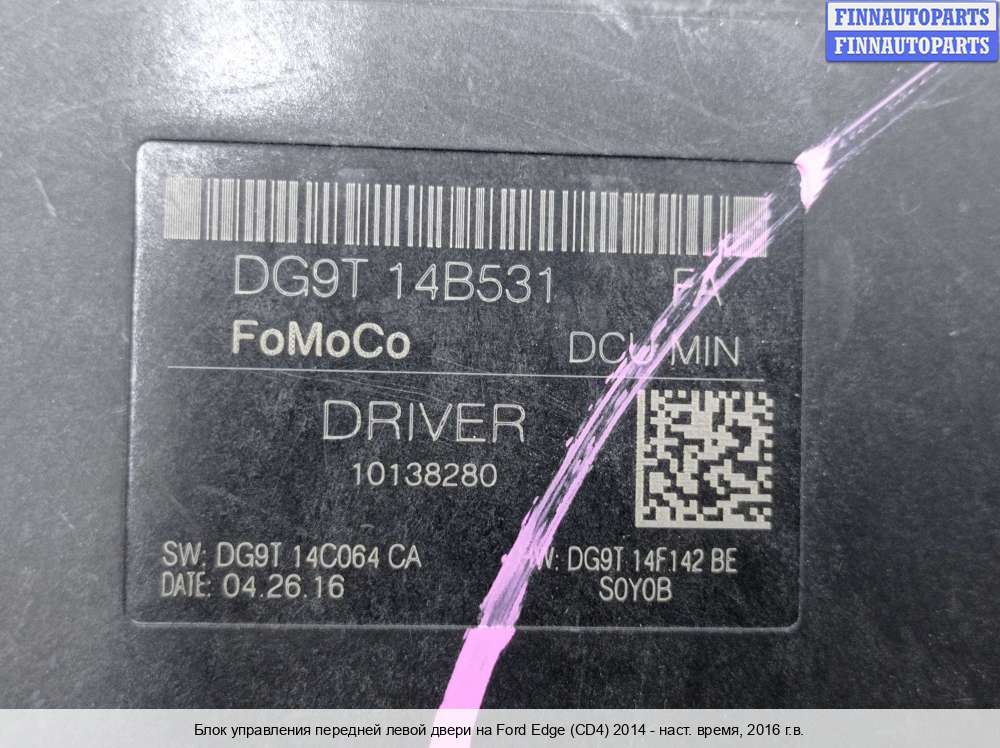 FINNAUTOPARTS
FINNAUTOPARTS
DG9T 14B531
FoMoCo DCU MIN
DRIVER
10138280
SW: DG9T 14C064 CA
DATE: 04.26.16
DG9T 14F142 BE
S0Y0B
Блок управления передней левой двери на Ford Edge (CD4) 2014 - наст. время, 2016 г.в.